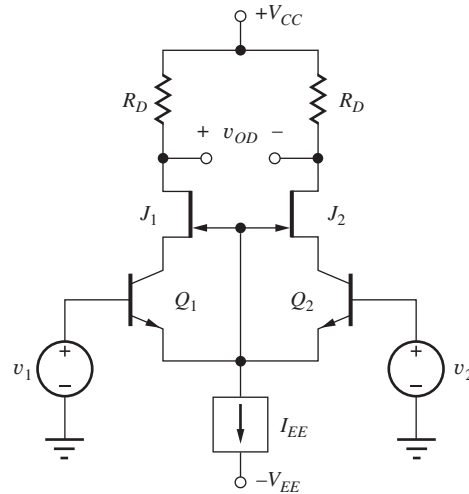 +V_CC
R_D R_D
+ v_OD −
J_1 J_2
Q_1 Q_2
v_1 + − + − v_2
I_EE
−V_EE